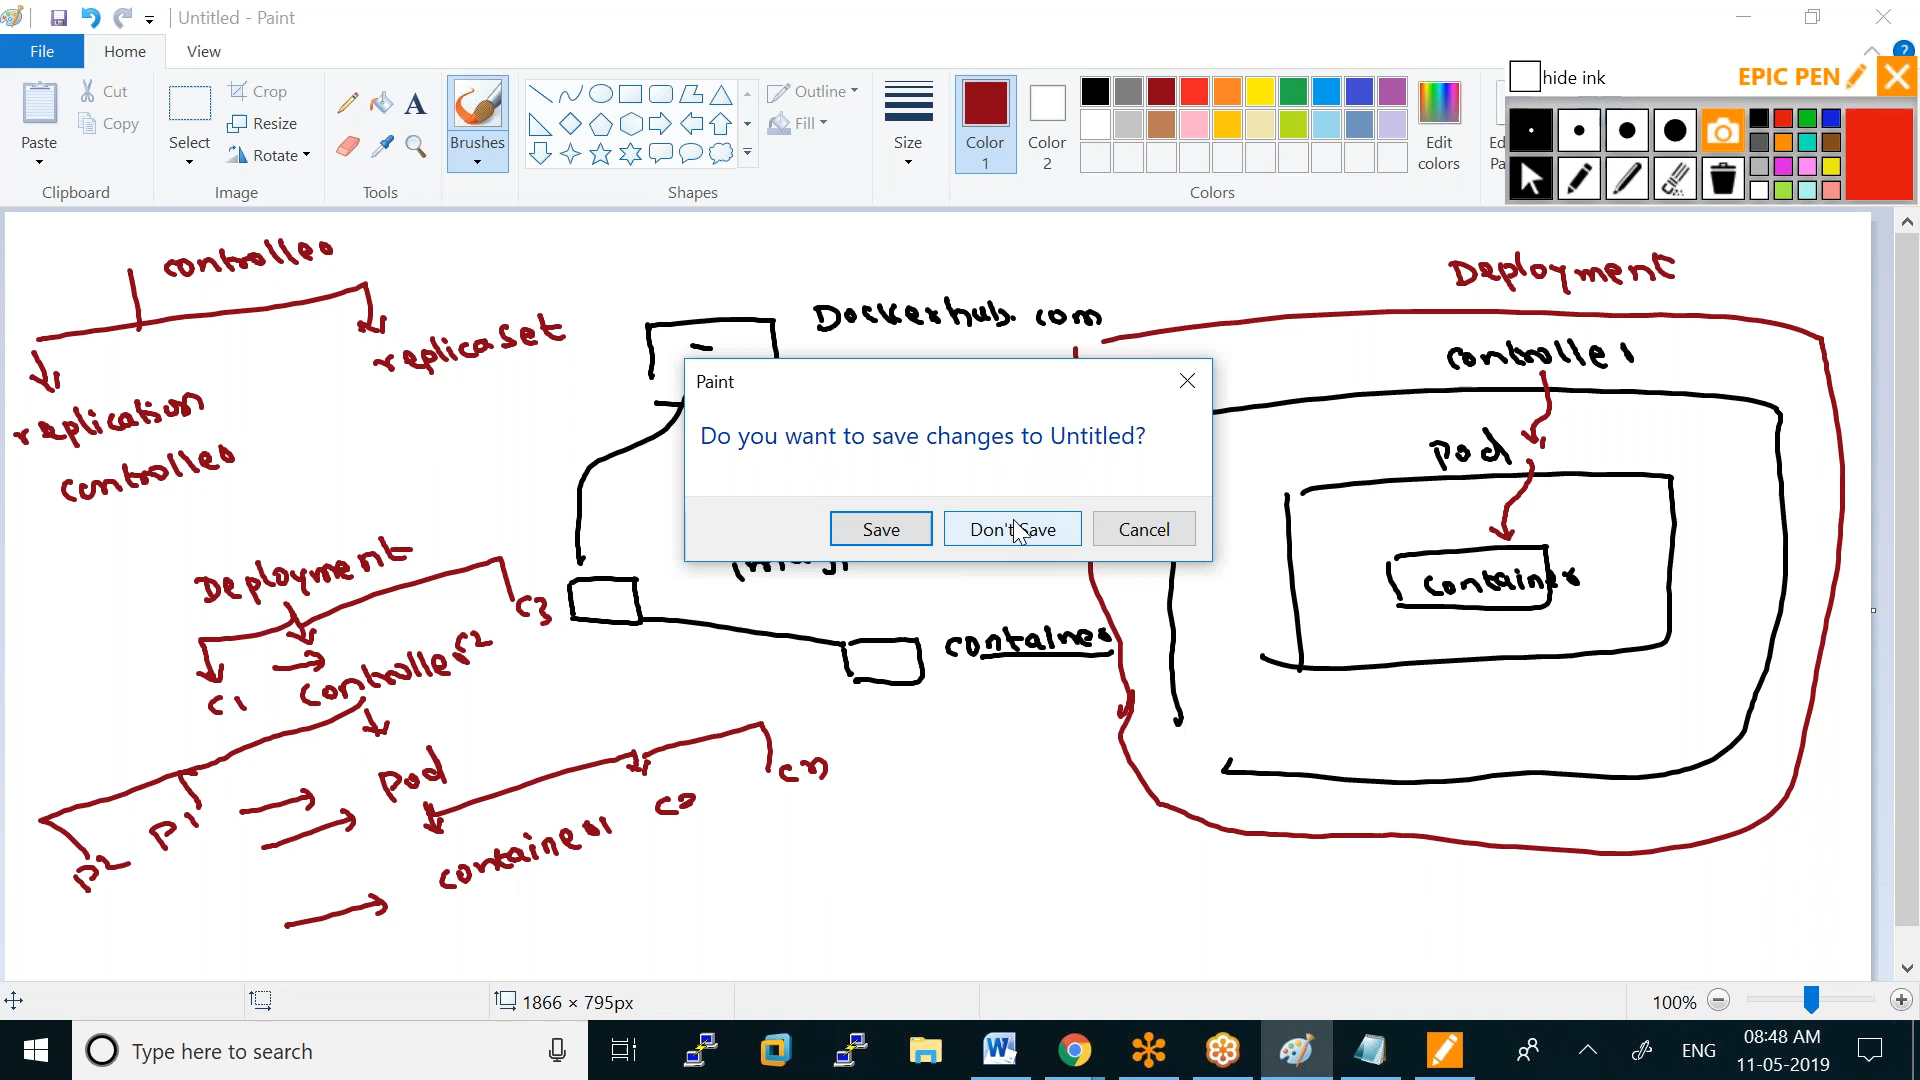 Untitled - Paint
File
Home
View
hide ink
EPIC PEN
Paste
Cut
Copy
Clipboard
Select
Crop
Resize
Rotate
Image
Tools
Brushes
Shapes
Outline
Fill
Size
Color 1
Color 2
Edit colors
Colors
controller
replicaset
replication
controller
Dockerhub.com
Deployment
controller
Pod
container
Paint
Do you want to save changes to Untitled?
Save
Don't Save
Cancel
Deployment
C3
C1
controller
C2
container
Pod
P1
P2
container1
C2
Cn
1866 × 795px
100%
Type here to search
ENG
08:48 AM
11-05-2019